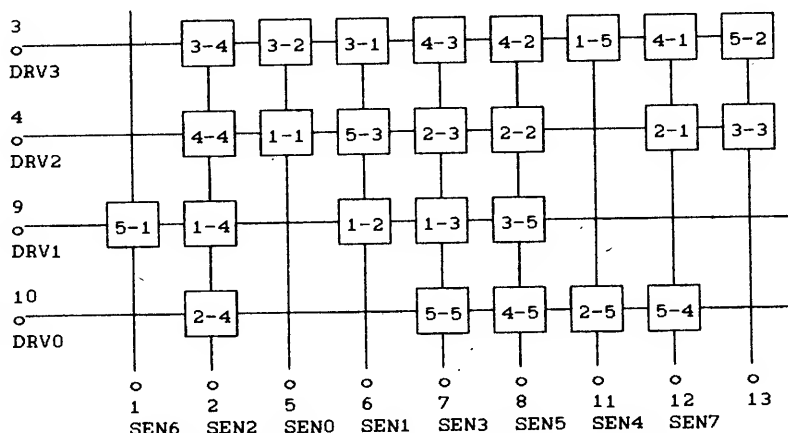 3
3-4 3-2 3-1 4-3 4-2 1-5 4-1 5-2
DRV3
4
4-4 1-1 5-3 2-3 2-2 2-1 3-3
DRV2
9
5-1 1-4 1-2 1-3 3-5
DRV1
10
2-4 5-5 4-5 2-5 5-4
DRV0
1 2 5 6 7 8 11 12 13
SEN6 SEN2 SEN0 SEN1 SEN3 SEN5 SEN4 SEN7